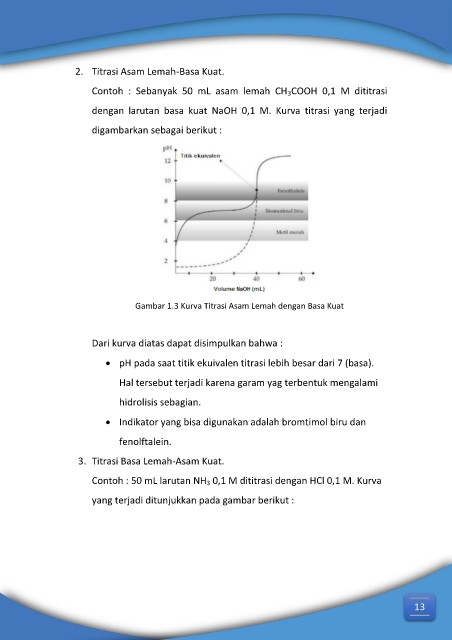 2. Titrasi Asam Lemah-Basa Kuat.
Contoh : Sebanyak 50 mL asam lemah CH₃COOH 0,1 M dititrasi
dengan larutan basa kuat NaOH 0,1 M. Kurva titrasi yang terjadi
digambarkan sebagai berikut :
pH
Titik ekuivalen
12
10
Fenolftalein
8
Bromtimol biru
6
Metil merah
4
2
20 40 60
Volume NaOH (mL)
Gambar 1.3 Kurva Titrasi Asam Lemah dengan Basa Kuat
Dari kurva diatas dapat disimpulkan bahwa :
• pH pada saat titik ekuivalen titrasi lebih besar dari 7 (basa).
Hal tersebut terjadi karena garam yag terbentuk mengalami
hidrolisis sebagian.
• Indikator yang bisa digunakan adalah bromtimol biru dan
fenolftalein.
3. Titrasi Basa Lemah-Asam Kuat.
Contoh : 50 mL larutan NH₃ 0,1 M dititrasi dengan HCl 0,1 M. Kurva
yang terjadi ditunjukkan pada gambar berikut :
13